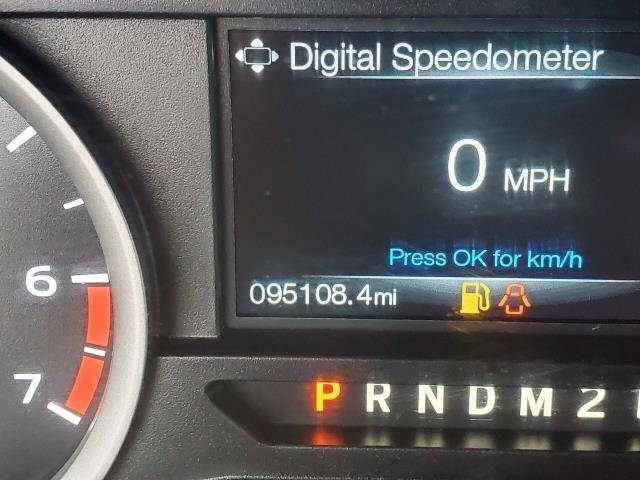 Digital Speedometer
0 MPH
Press OK for km/h
6
095108.4mi
7
P R N D M 2